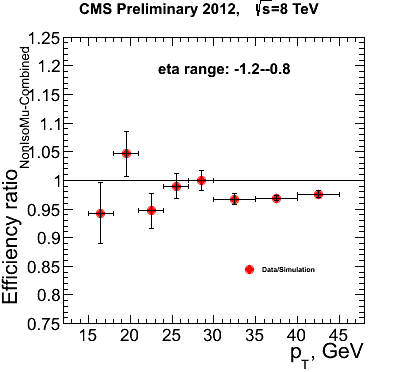 CMS Preliminary 2012, √s=8 TeV
eta range: -1.2--0.8
Efficiency ratio NonIsoMu-Combined
1.25
1.2
1.15
1.1
1.05
1
0.95
0.9
0.85
0.8
0.75
Data/Simulation
15 20 25 30 35 40 45
p_T, GeV